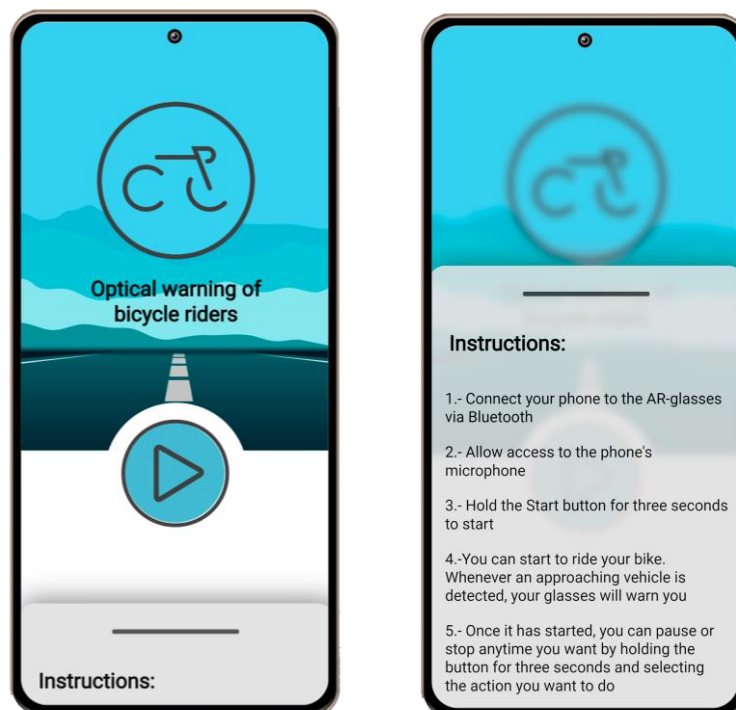 Optical warning of
bicycle riders
Instructions:
Instructions:
1.- Connect your phone to the AR-glasses
via Bluetooth
2.- Allow access to the phone's
microphone
3.- Hold the Start button for three seconds
to start
4.-You can start to ride your bike.
Whenever an approaching vehicle is
detected, your glasses will warn you
5.- Once it has started, you can pause or
stop anytime you want by holding the
button for three seconds and selecting
the action you want to do